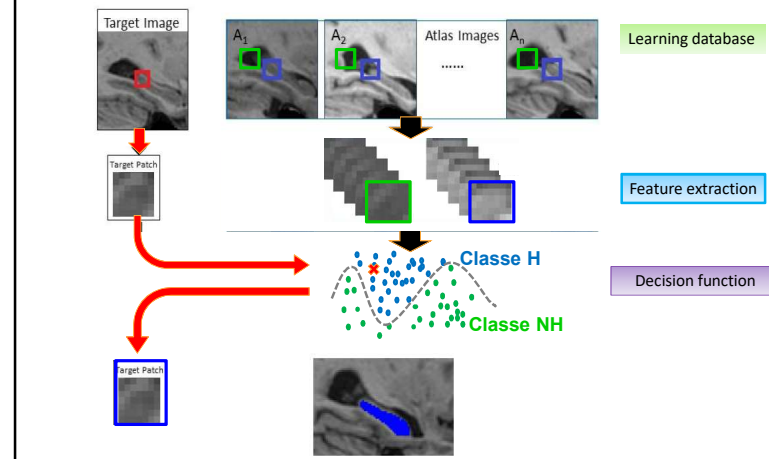 Target Image
A1
A2
Atlas Images
......
An
Learning database
Target Patch
Feature extraction
Classe H
Decision function
Classe NH
Target Patch